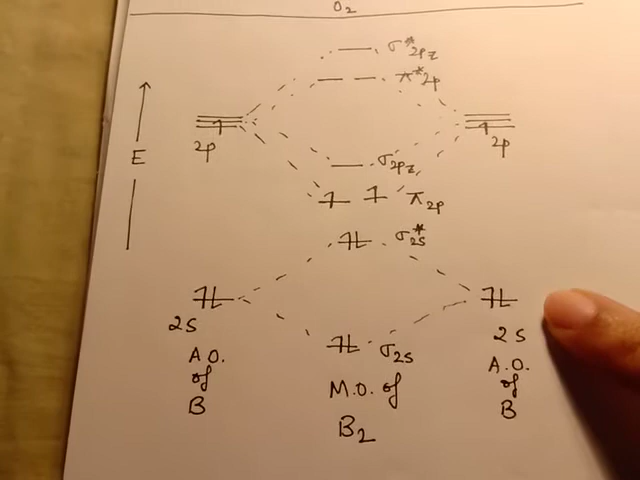 O2
σ*2pz
π*2p
2p
2p
E
σ2pz
π2p
σ*2s
2s
2s
σ2s
A.O.
of
B
M.O. of
B2
A.O.
of
B